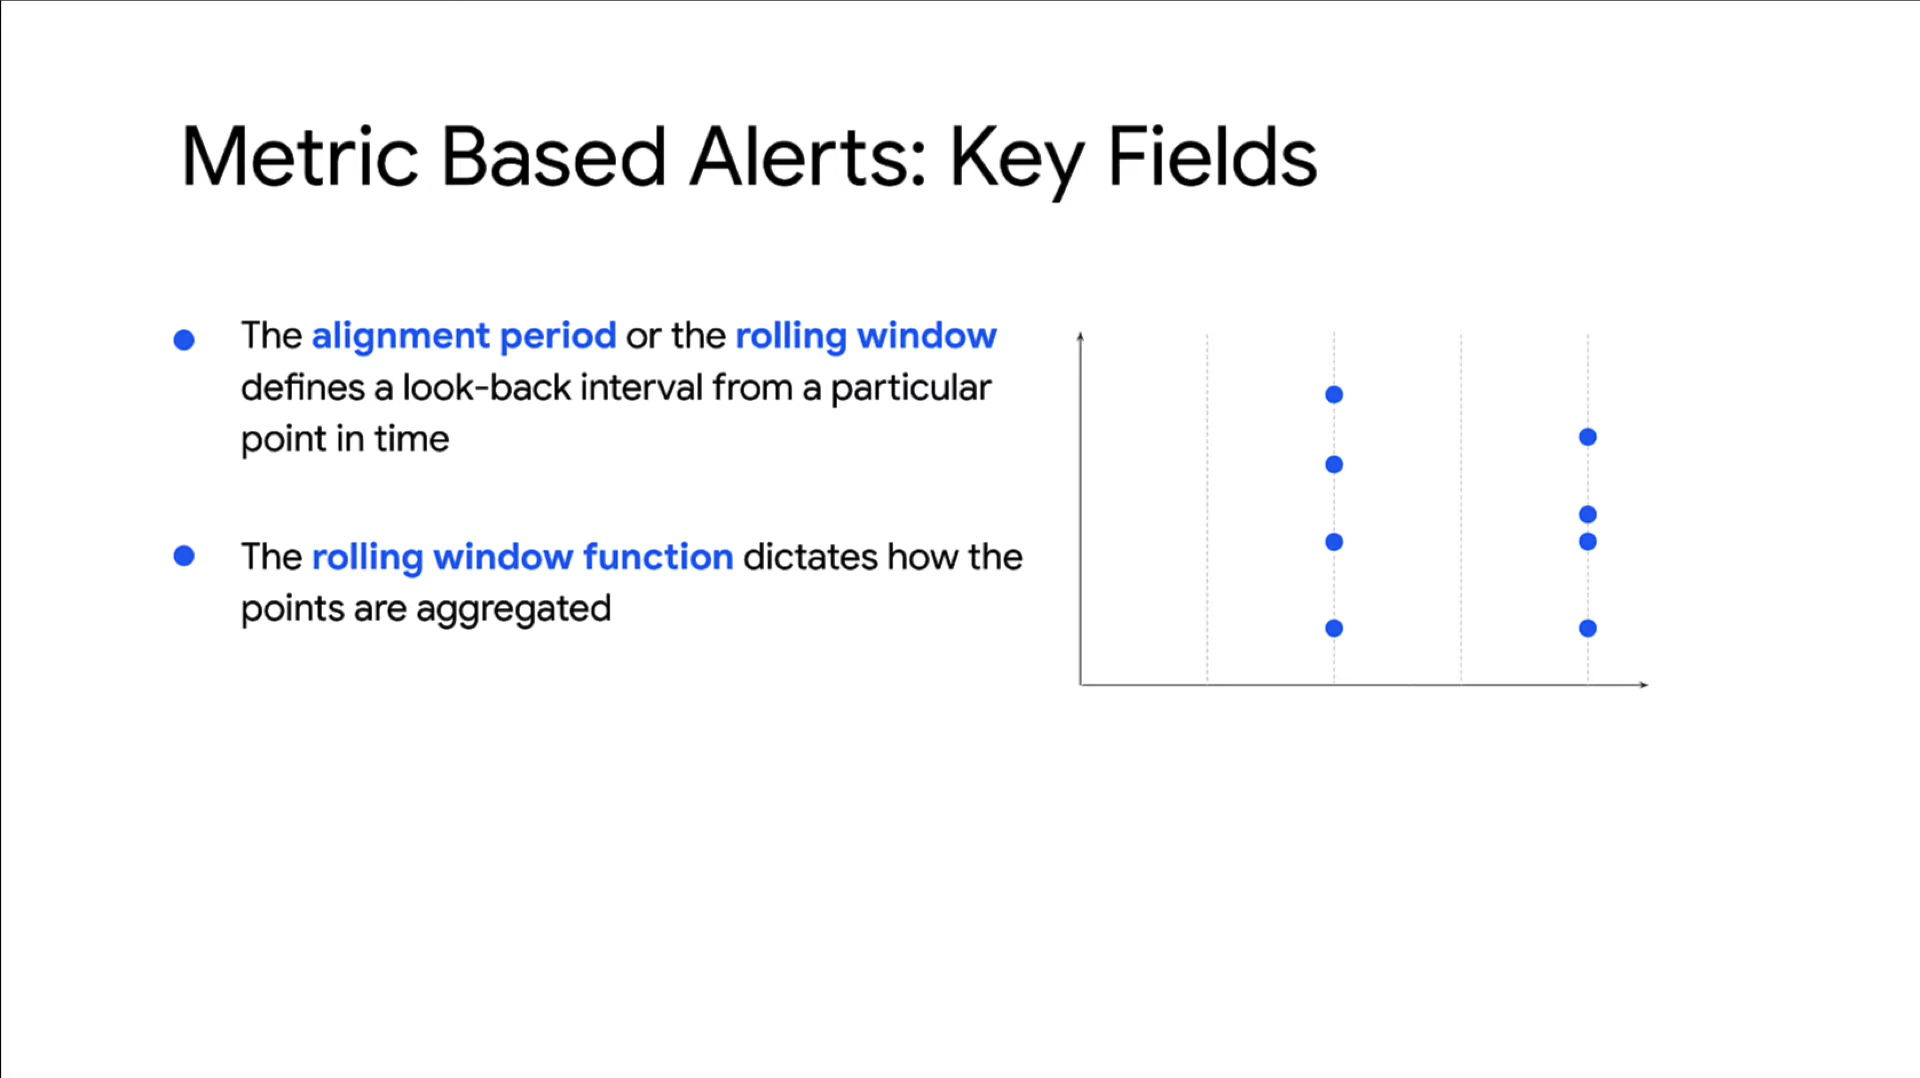 Metric Based Alerts: Key Fields
The alignment period or the rolling window
defines a look-back interval from a particular
point in time
The rolling window function dictates how the
points are aggregated